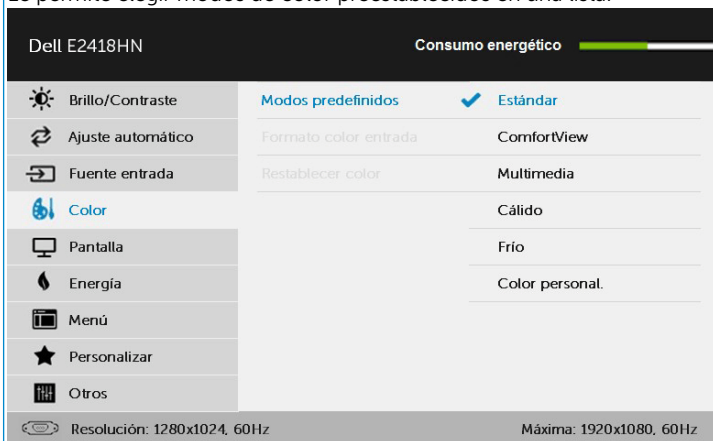 Le permite elegir modos de color preestablecidos en una lista.
Dell E2418HN Consumo energético
Brillo/Contraste Modos predefinidos Estándar
Ajuste automático Formato color entrada ComfortView
Fuente entrada Restablecer color Multimedia
Color Cálido
Pantalla Frío
Energía Color personal.
Menú
Personalizar
Otros
Resolución: 1280x1024, 60Hz Máxima: 1920x1080, 60Hz